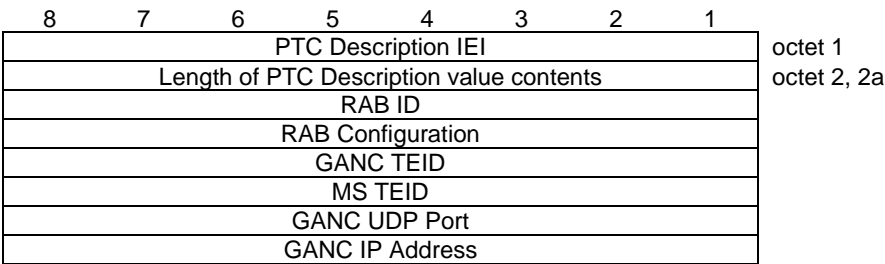 8 7 6 5 4 3 2 1
PTC Description IEI octet 1
Length of PTC Description value contents octet 2, 2a
RAB ID
RAB Configuration
GANC TEID
MS TEID
GANC UDP Port
GANC IP Address